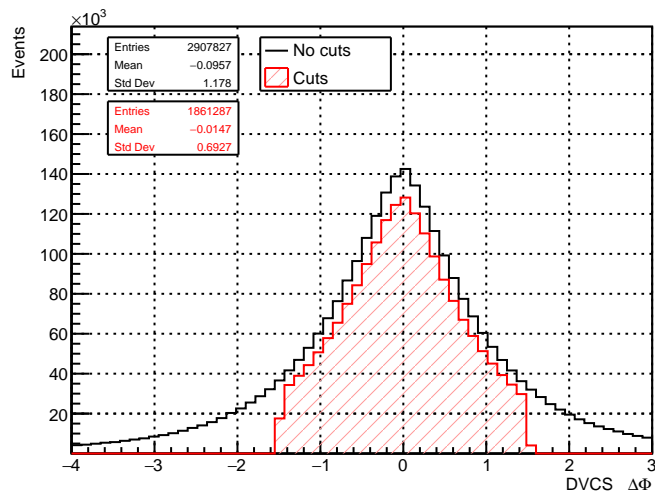 ×10³
Events
200
180
160
140
120
100
80
60
40
20
Entries 2907827
Mean −0.0957
Std Dev 1.178
Entries 1861287
Mean −0.0147
Std Dev 0.6927
No cuts
Cuts
−4 −3 −2 −1 0 1 2 3
DVCS ΔΦ